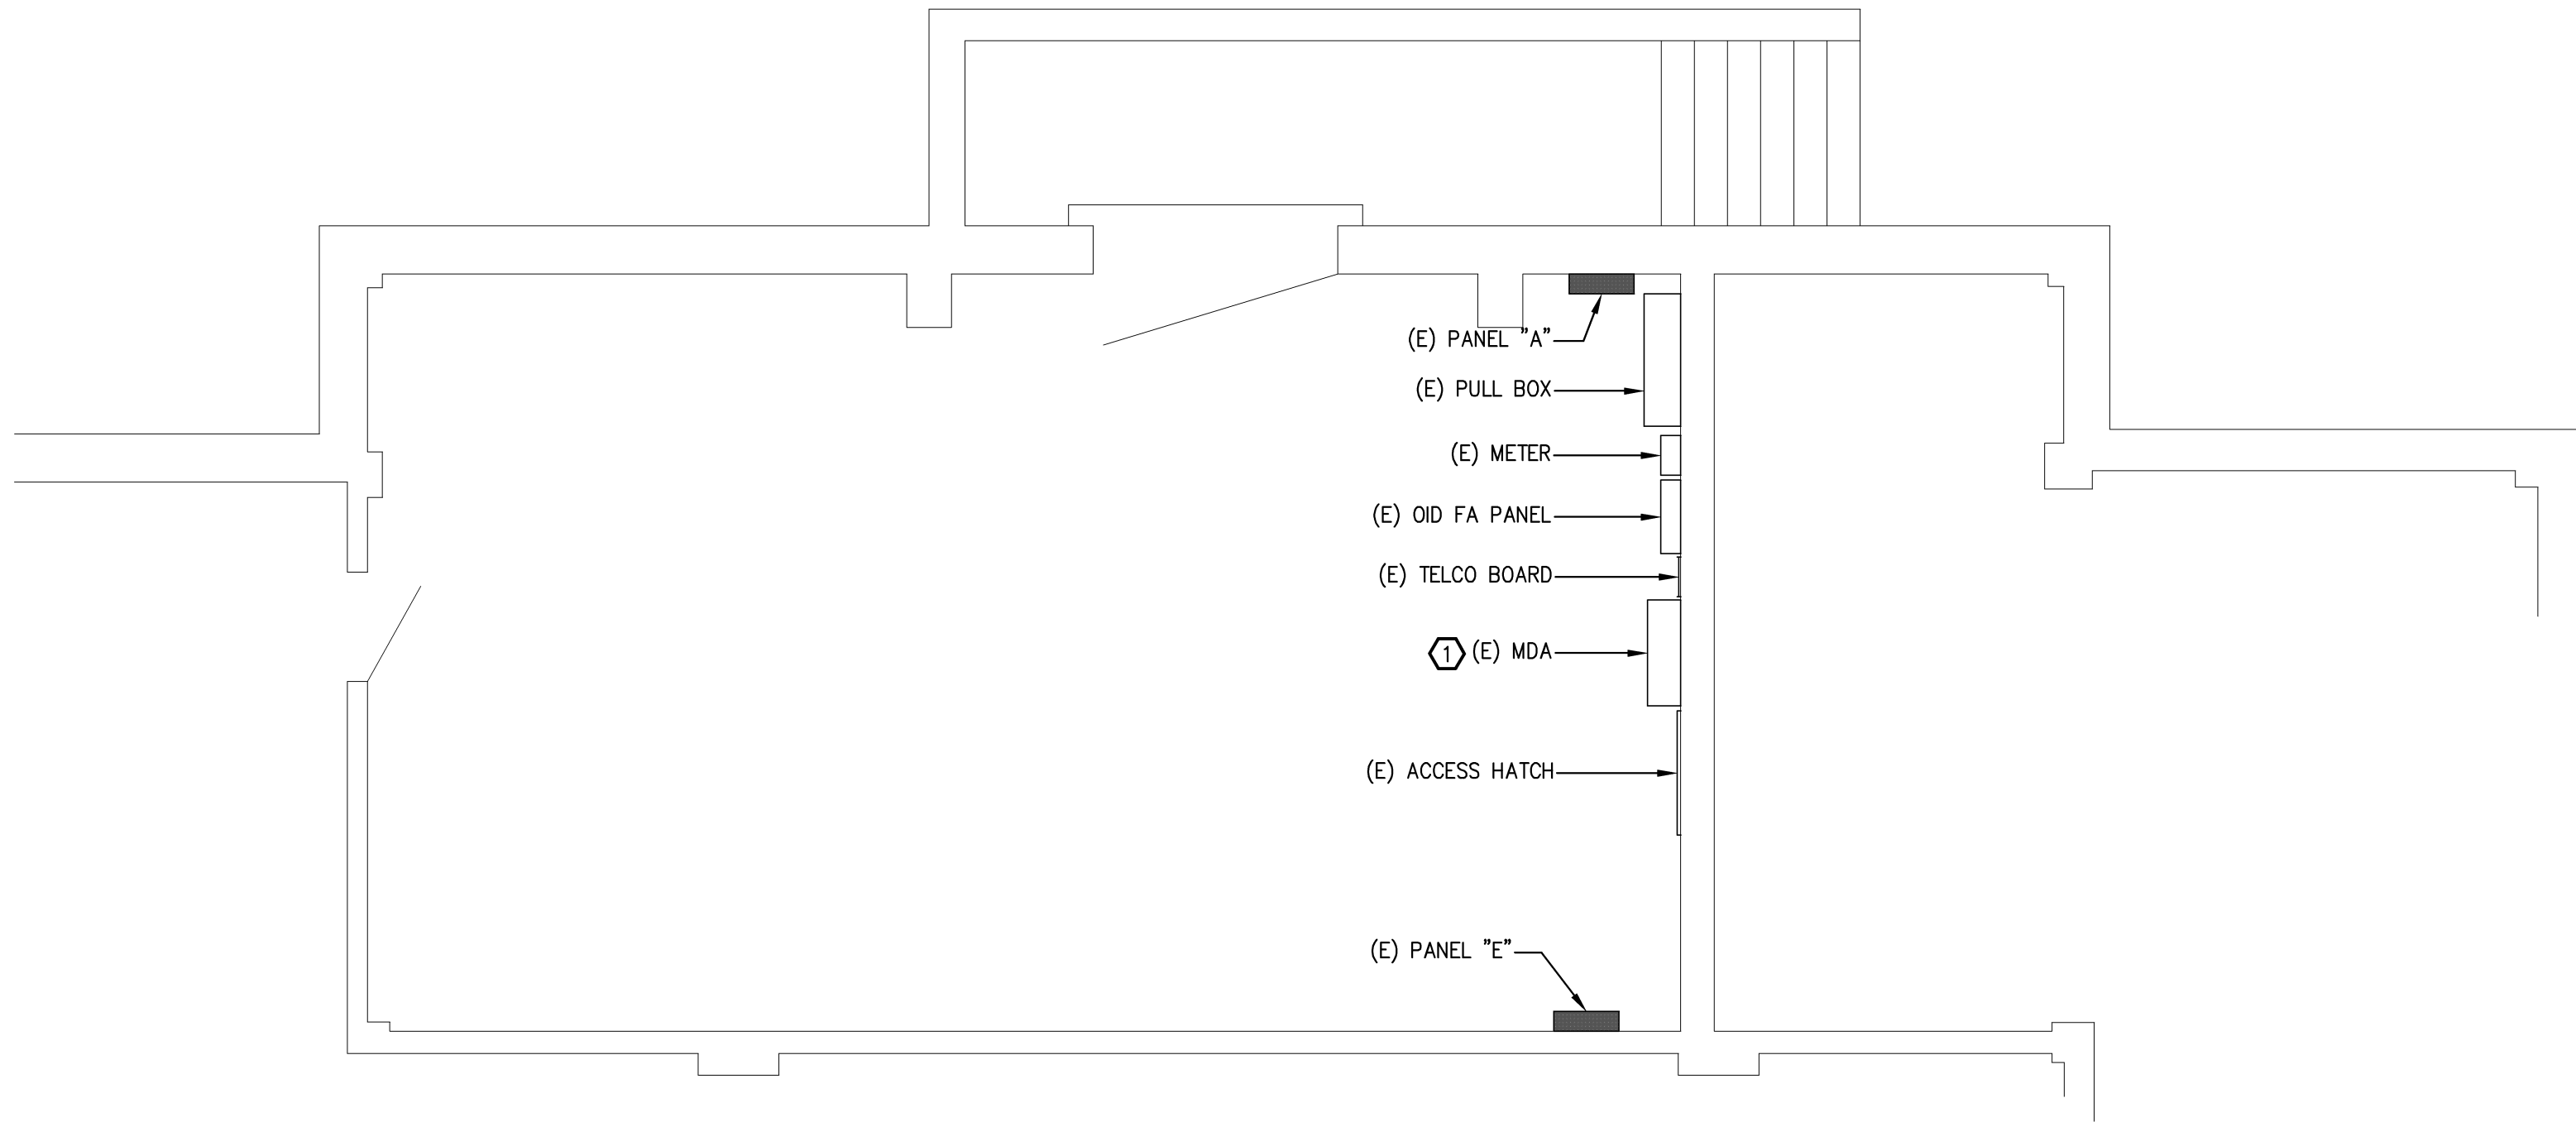 (E) PANEL "A"
(E) PULL BOX
(E) METER
(E) OID FA PANEL
(E) TELCO BOARD
1 (E) MDA
(E) ACCESS HATCH
(E) PANEL "E"